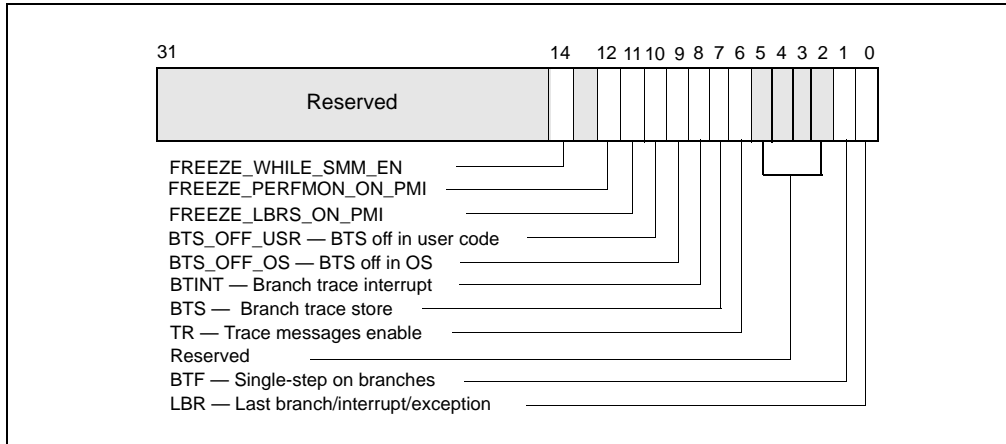 31 14 12 11 10 9 8 7 6 5 4 3 2 1 0
Reserved
FREEZE_WHILE_SMM_EN
FREEZE_PERFMON_ON_PMI
FREEZE_LBRS_ON_PMI
BTS_OFF_USR — BTS off in user code
BTS_OFF_OS — BTS off in OS
BTINT — Branch trace interrupt
BTS — Branch trace store
TR — Trace messages enable
Reserved
BTF — Single-step on branches
LBR — Last branch/interrupt/exception